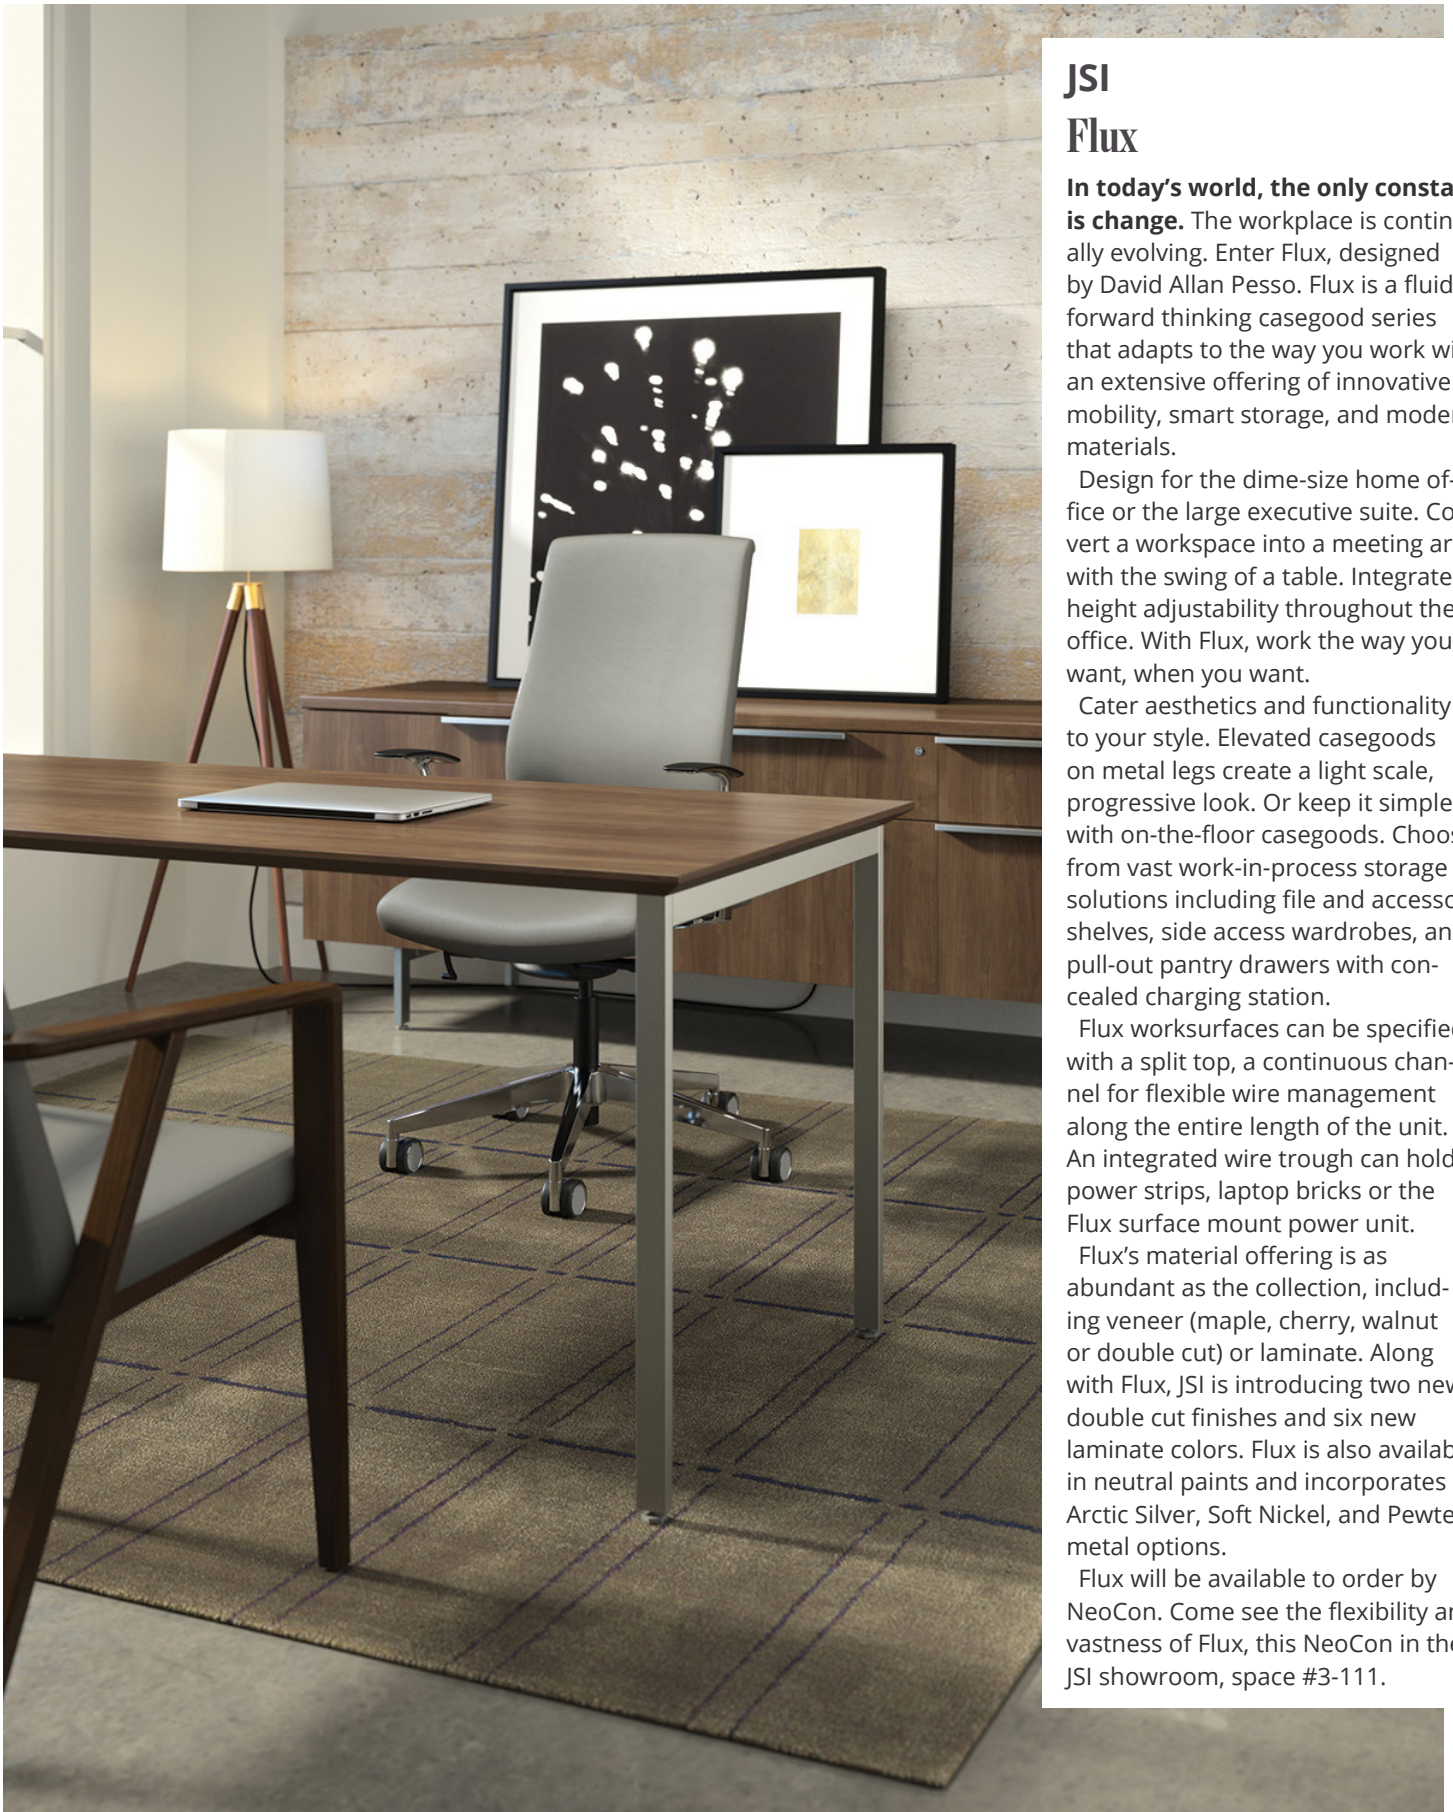 JSI
Flux
In today’s world, the only consta
is change. The workplace is contin
ally evolving. Enter Flux, designed
by David Allan Pesso. Flux is a fluid
forward thinking casegood series
that adapts to the way you work wi
an extensive offering of innovative
mobility, smart storage, and moder
materials.
Design for the dime-size home of-
fice or the large executive suite. Co
vert a workspace into a meeting ar
with the swing of a table. Integrate
height adjustability throughout the
office. With Flux, work the way you
want, when you want.
Cater aesthetics and functionality
to your style. Elevated casegoods
on metal legs create a light scale,
progressive look. Or keep it simple
with on-the-floor casegoods. Choos
from vast work-in-process storage
solutions including file and accesso
shelves, side access wardrobes, an
pull-out pantry drawers with con-
cealed charging station.
Flux worksurfaces can be specified
with a split top, a continuous chan-
nel for flexible wire management
along the entire length of the unit.
An integrated wire trough can hold
power strips, laptop bricks or the
Flux surface mount power unit.
Flux’s material offering is as
abundant as the collection, includ-
ing veneer (maple, cherry, walnut
or double cut) or laminate. Along
with Flux, JSI is introducing two new
double cut finishes and six new
laminate colors. Flux is also availab
in neutral paints and incorporates
Arctic Silver, Soft Nickel, and Pewte
metal options.
Flux will be available to order by
NeoCon. Come see the flexibility an
vastness of Flux, this NeoCon in the
JSI showroom, space #3-111.